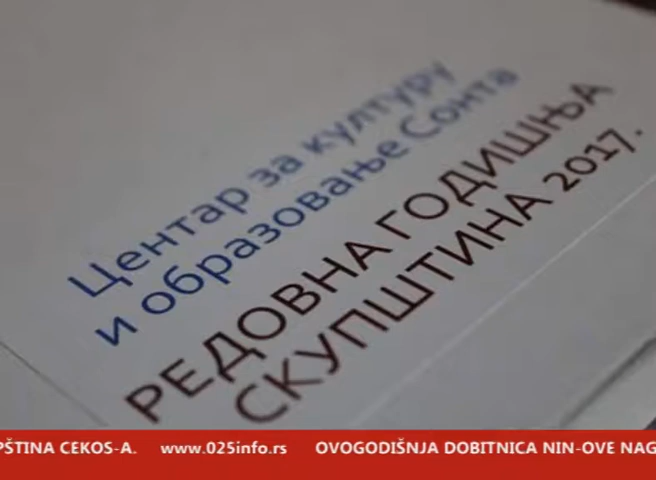 Центар за културу
и образовање Сонта
РЕДОВНА ГОДИШЊА
СКУПШТИНА 2017.
PŠTINA CEKOS-A. www.025info.rs OVOGODIŠNJA DOBITNICA NIN-OVE NAG